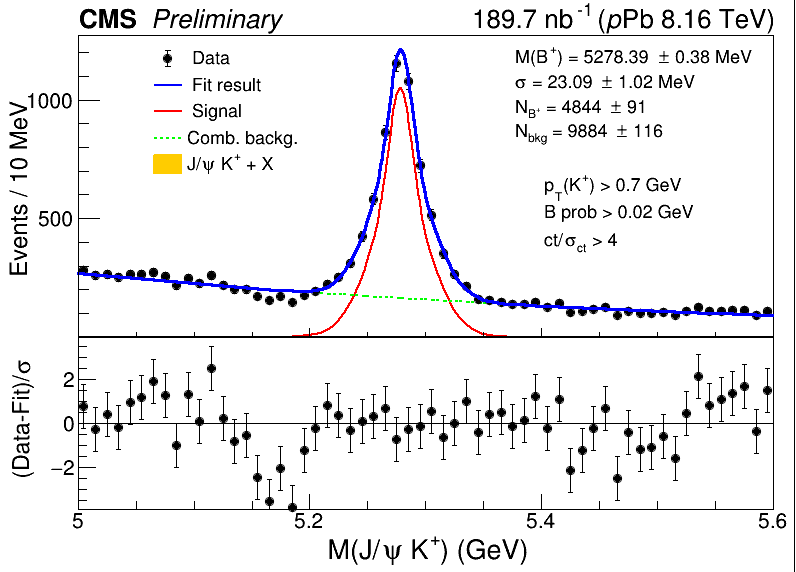 CMS Preliminary 189.7 nb⁻¹ (pPb 8.16 TeV)
Events / 10 MeV
1000
500
Data
Fit result
Signal
Comb. backg.
J/ψ K⁺ + X
M(B⁺) = 5278.39 ± 0.38 MeV
σ = 23.09 ± 1.02 MeV
N_B⁺ = 4844 ± 91
N_bkg = 9884 ± 116
p_T(K⁺) > 0.7 GeV
B prob > 0.02 GeV
ct/σ_ct > 4
(Data-Fit)/σ
2
0
−2
5 5.2 5.4 5.6
M(J/ψ K⁺) (GeV)